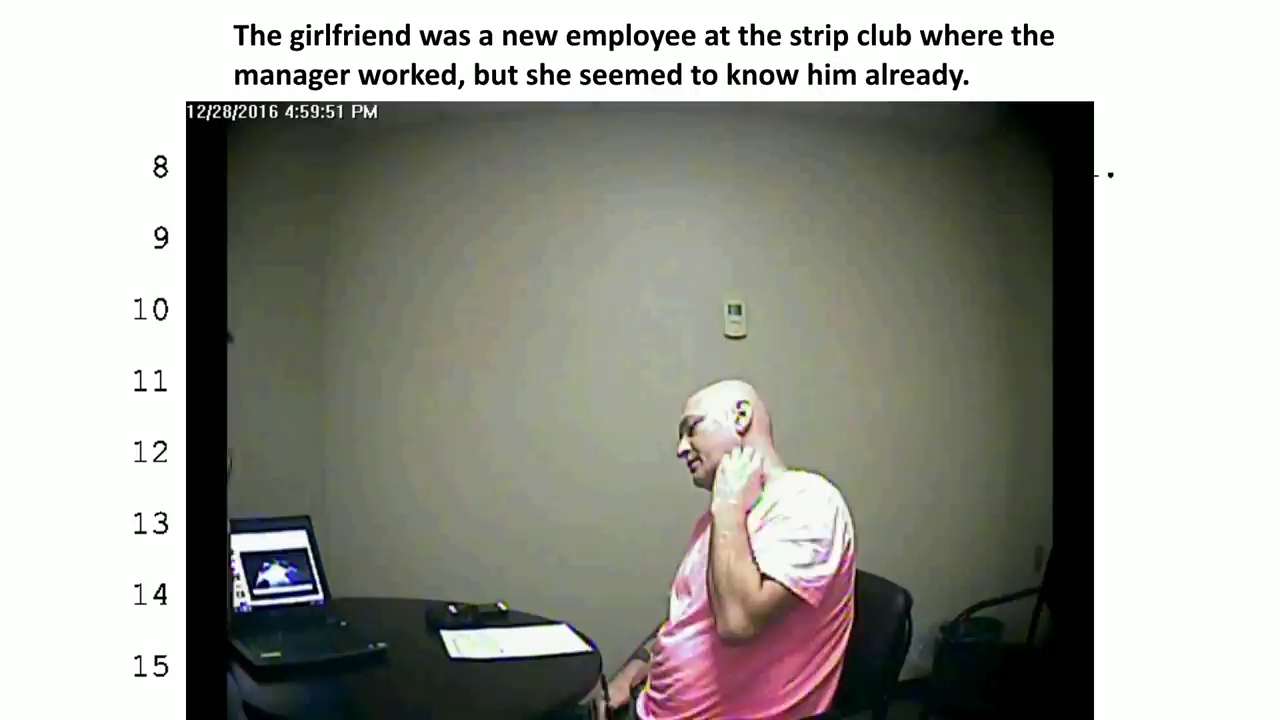 The girlfriend was a new employee at the strip club where the
manager worked, but she seemed to know him already.
12/28/2016 4:59:51 PM
8
9
10
11
12
13
14
15